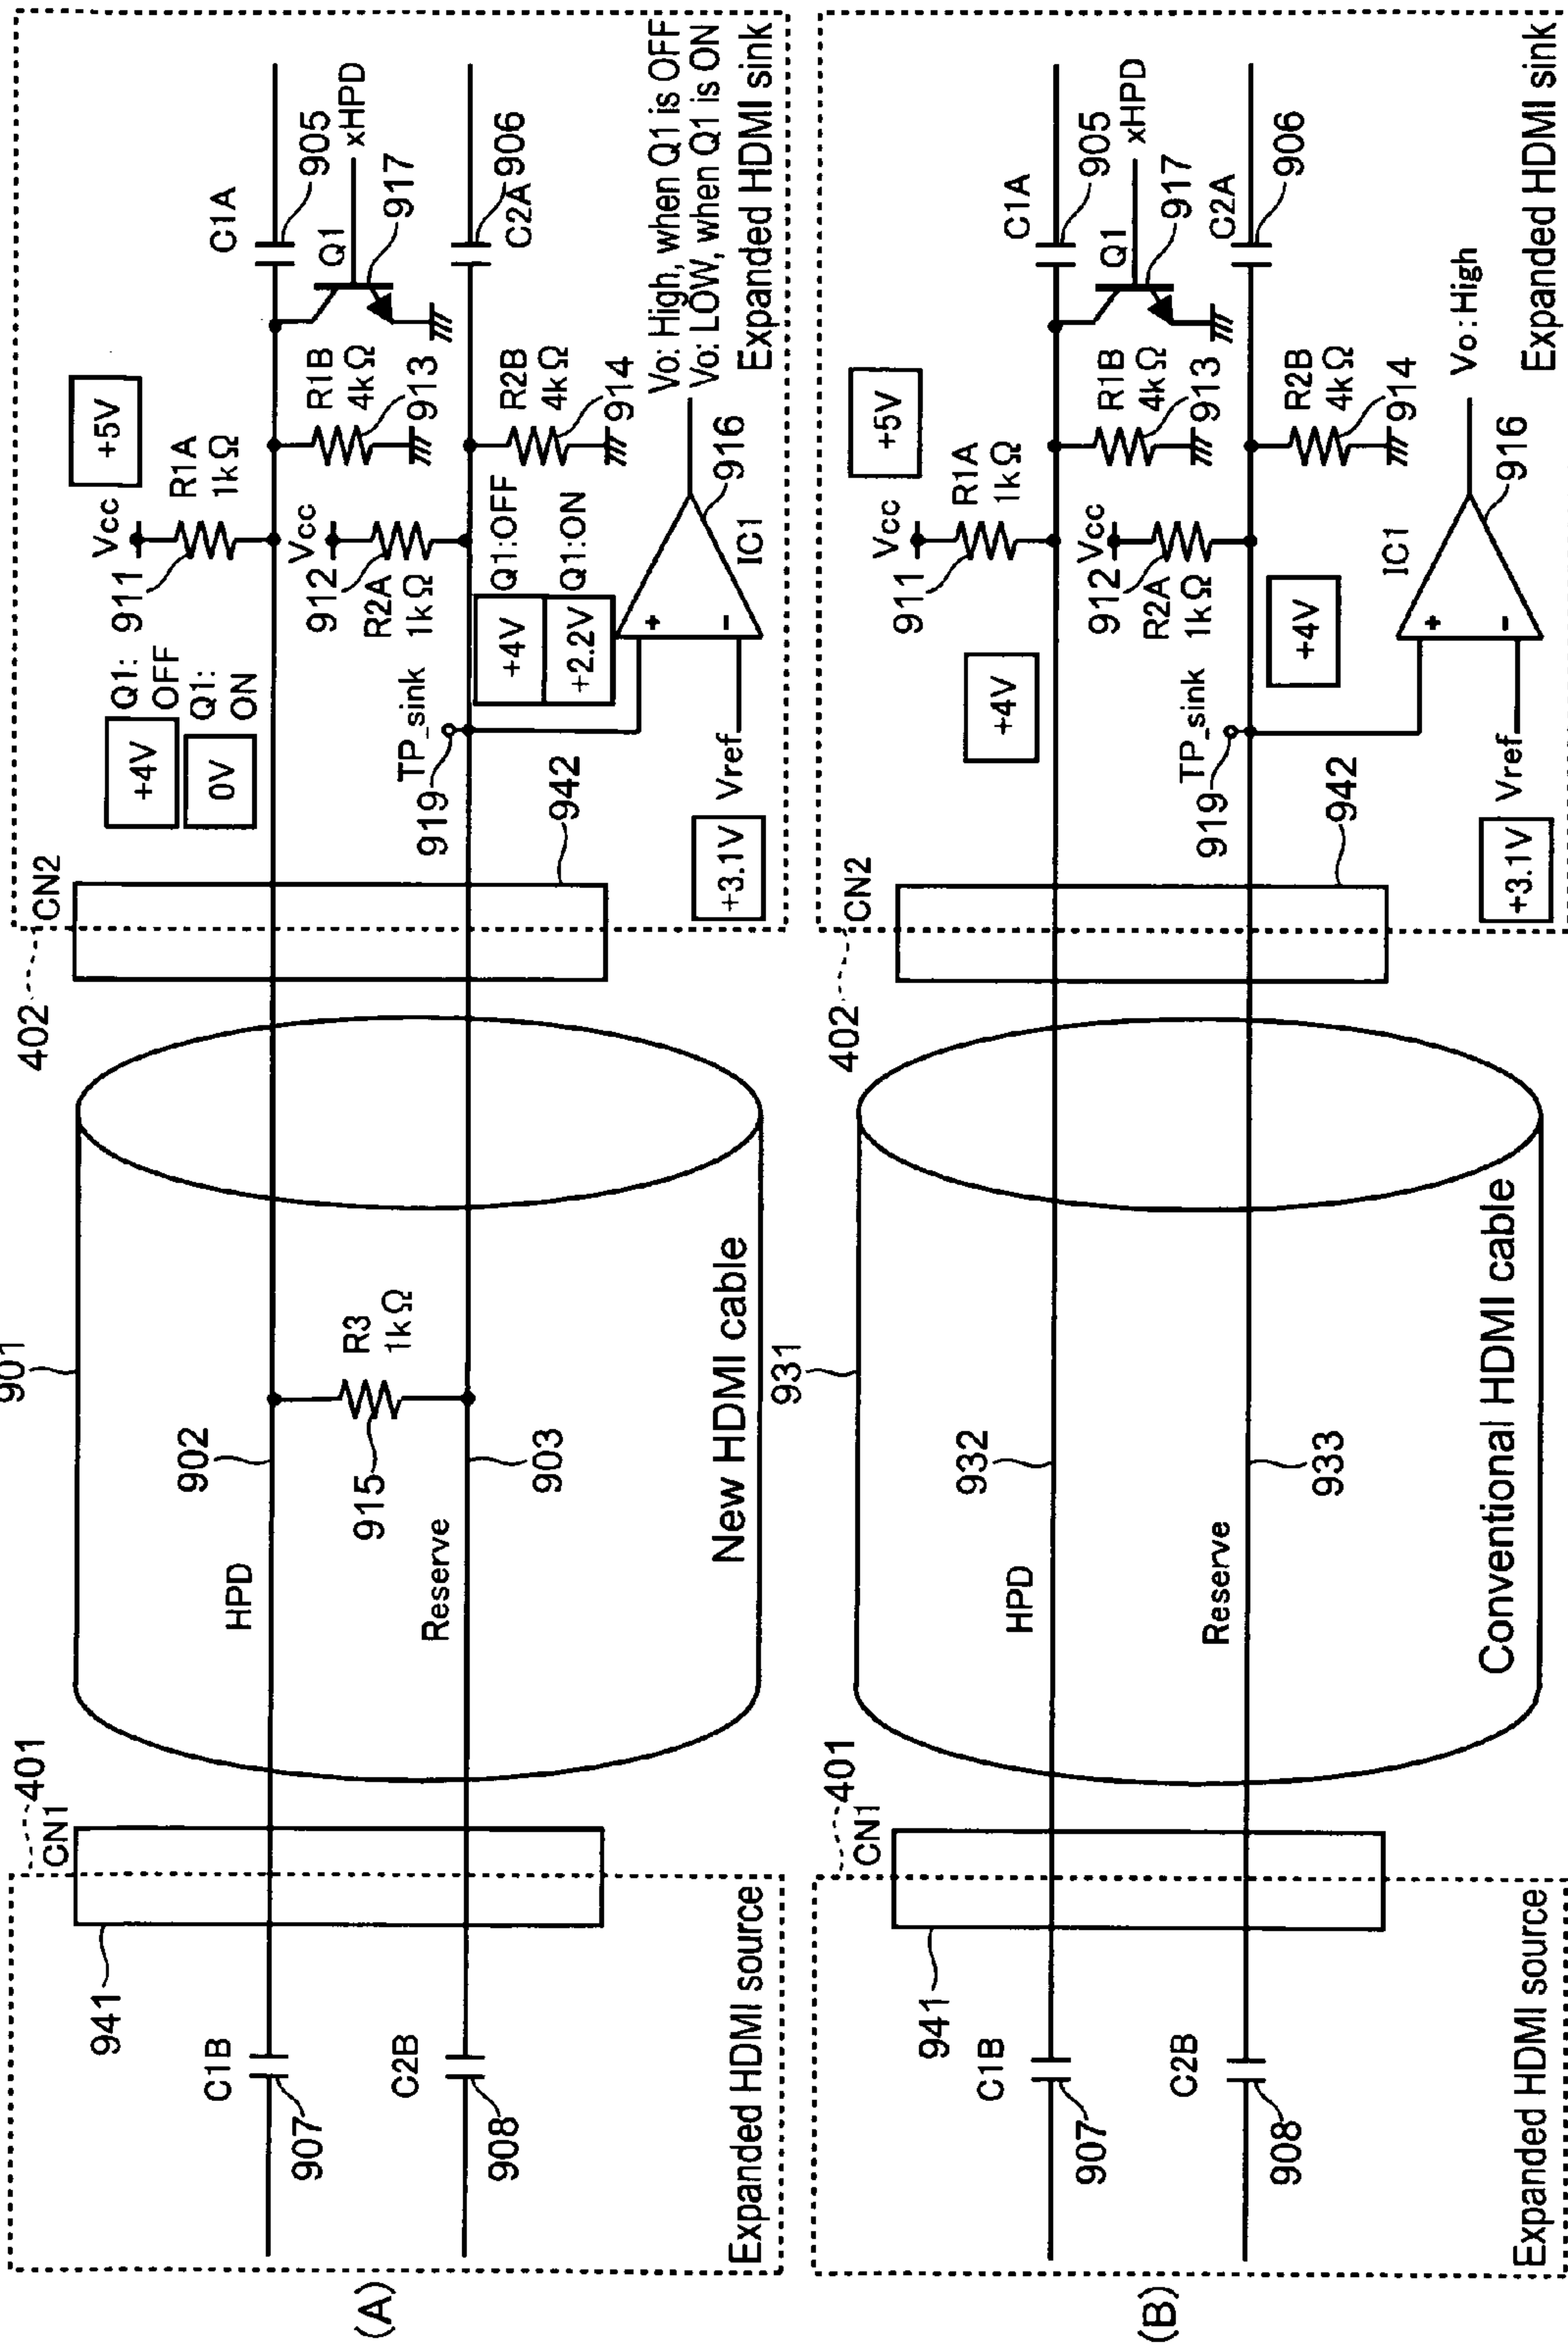 (A)
Expanded HDMI source
941
C1B
907
C2B
908
401
CN1
901
902
HPD
R3
1kΩ
915
Reserve
903
New HDMI cable
402
CN2
942
+4V
Q1:
OFF
0V
Q1:
ON
Vcc
+5V
911
R1A
1kΩ
C1A
905
R1B
4kΩ
913
Q1
xHPD
917
Vcc
912
R2A
1kΩ
TP_sink
919
+4V
Q1:OFF
+2.2V
Q1:ON
R2B
4kΩ
914
906
C2A
+
-
IC1
916
Vref
+3.1V
Vo: High, when Q1 is OFF
Vo: LOW, when Q1 is ON
Expanded HDMI sink
(B)
Expanded HDMI source
941
C1B
907
C2B
908
401
CN1
931
932
HPD
Reserve
933
Conventional HDMI cable
402
CN2
942
+4V
Vcc
+5V
911
R1A
1kΩ
C1A
905
R1B
4kΩ
913
Q1
xHPD
917
Vcc
912
R2A
1kΩ
TP_sink
919
+4V
R2B
4kΩ
914
C2A
906
+
-
IC1
916
Vref
+3.1V
Vo:High
Expanded HDMI sink